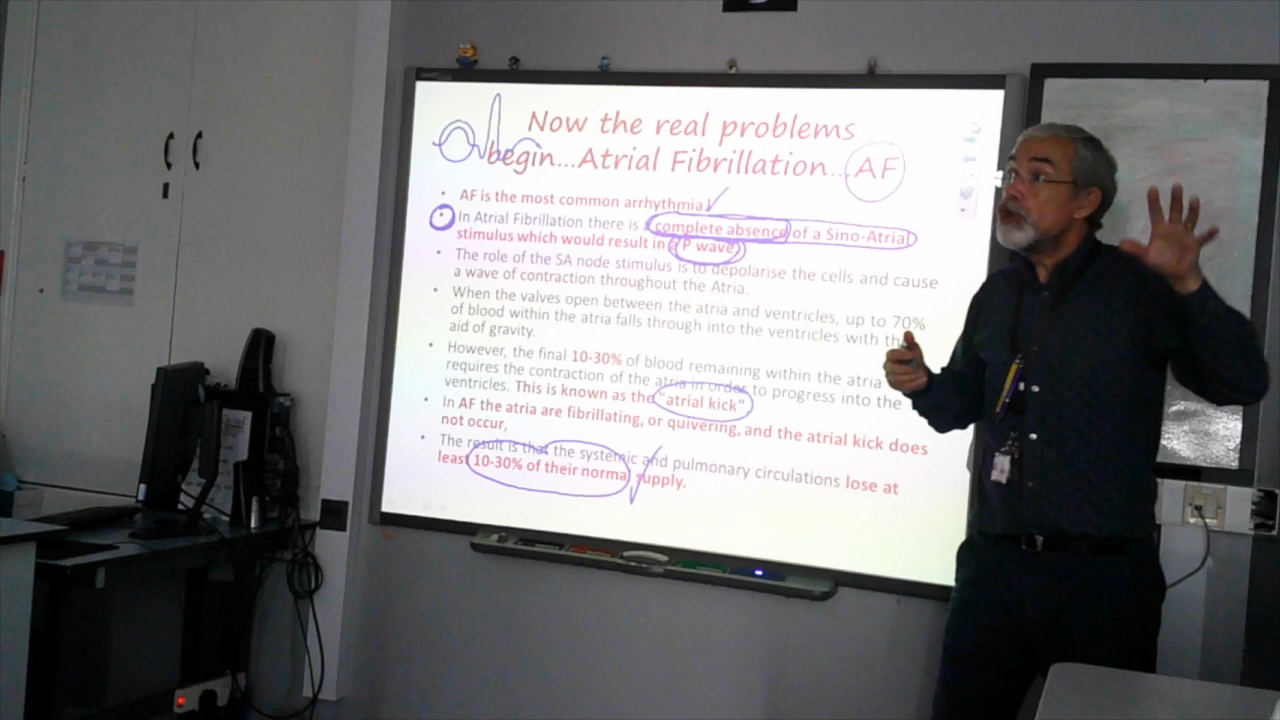 Now the real problems
begin...Atrial Fibrillation...AF
• AF is the most common arrhythmia
• In Atrial Fibrillation there is a complete absence of a Sino-Atrial
stimulus which would result in a P wave
• The role of the SA node stimulus is to depolarise the cells and cause
a wave of contraction throughout the Atria.
• When the valves open between the atria and ventricles, up to 70%
of blood within the atria falls through into the ventricles with the
aid of gravity.
• However, the final 10-30% of blood remaining within the atria
requires the contraction of the atria in order to progress into the
ventricles. This is known as the "atrial kick"
• In AF the atria are fibrillating, or quivering, and the atrial kick does
not occur,
• The result is that the systemic and pulmonary circulations lose at
least 10-30% of their normal supply.